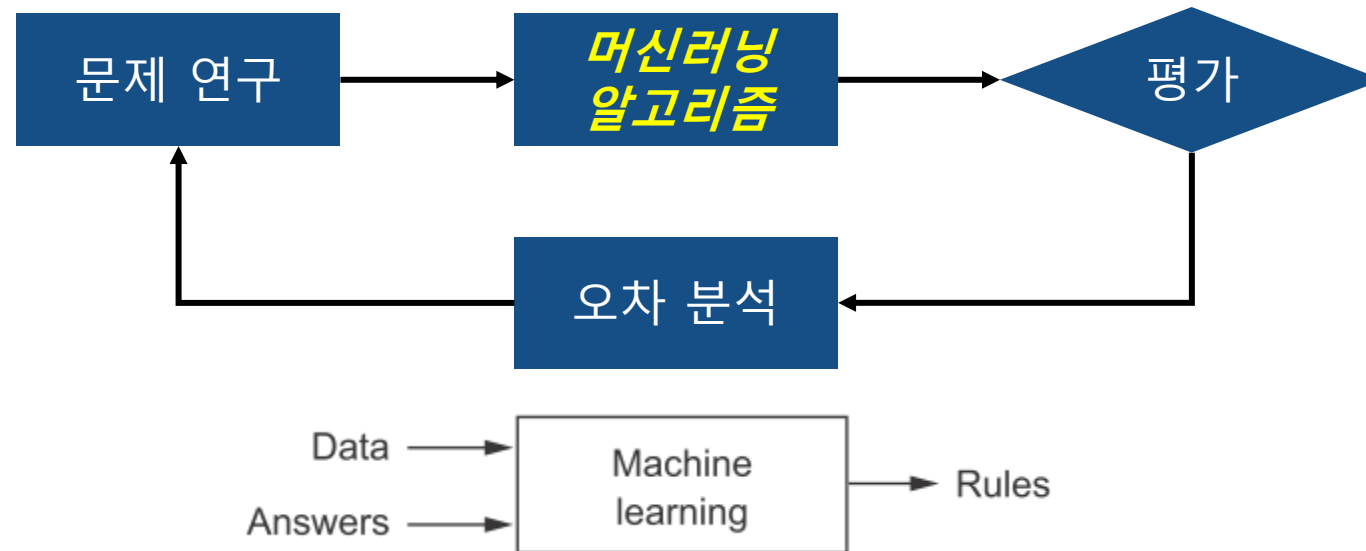 문제 연구
머신러닝
알고리즘
평가
오차 분석
Data
Answers
Machine
learning
Rules